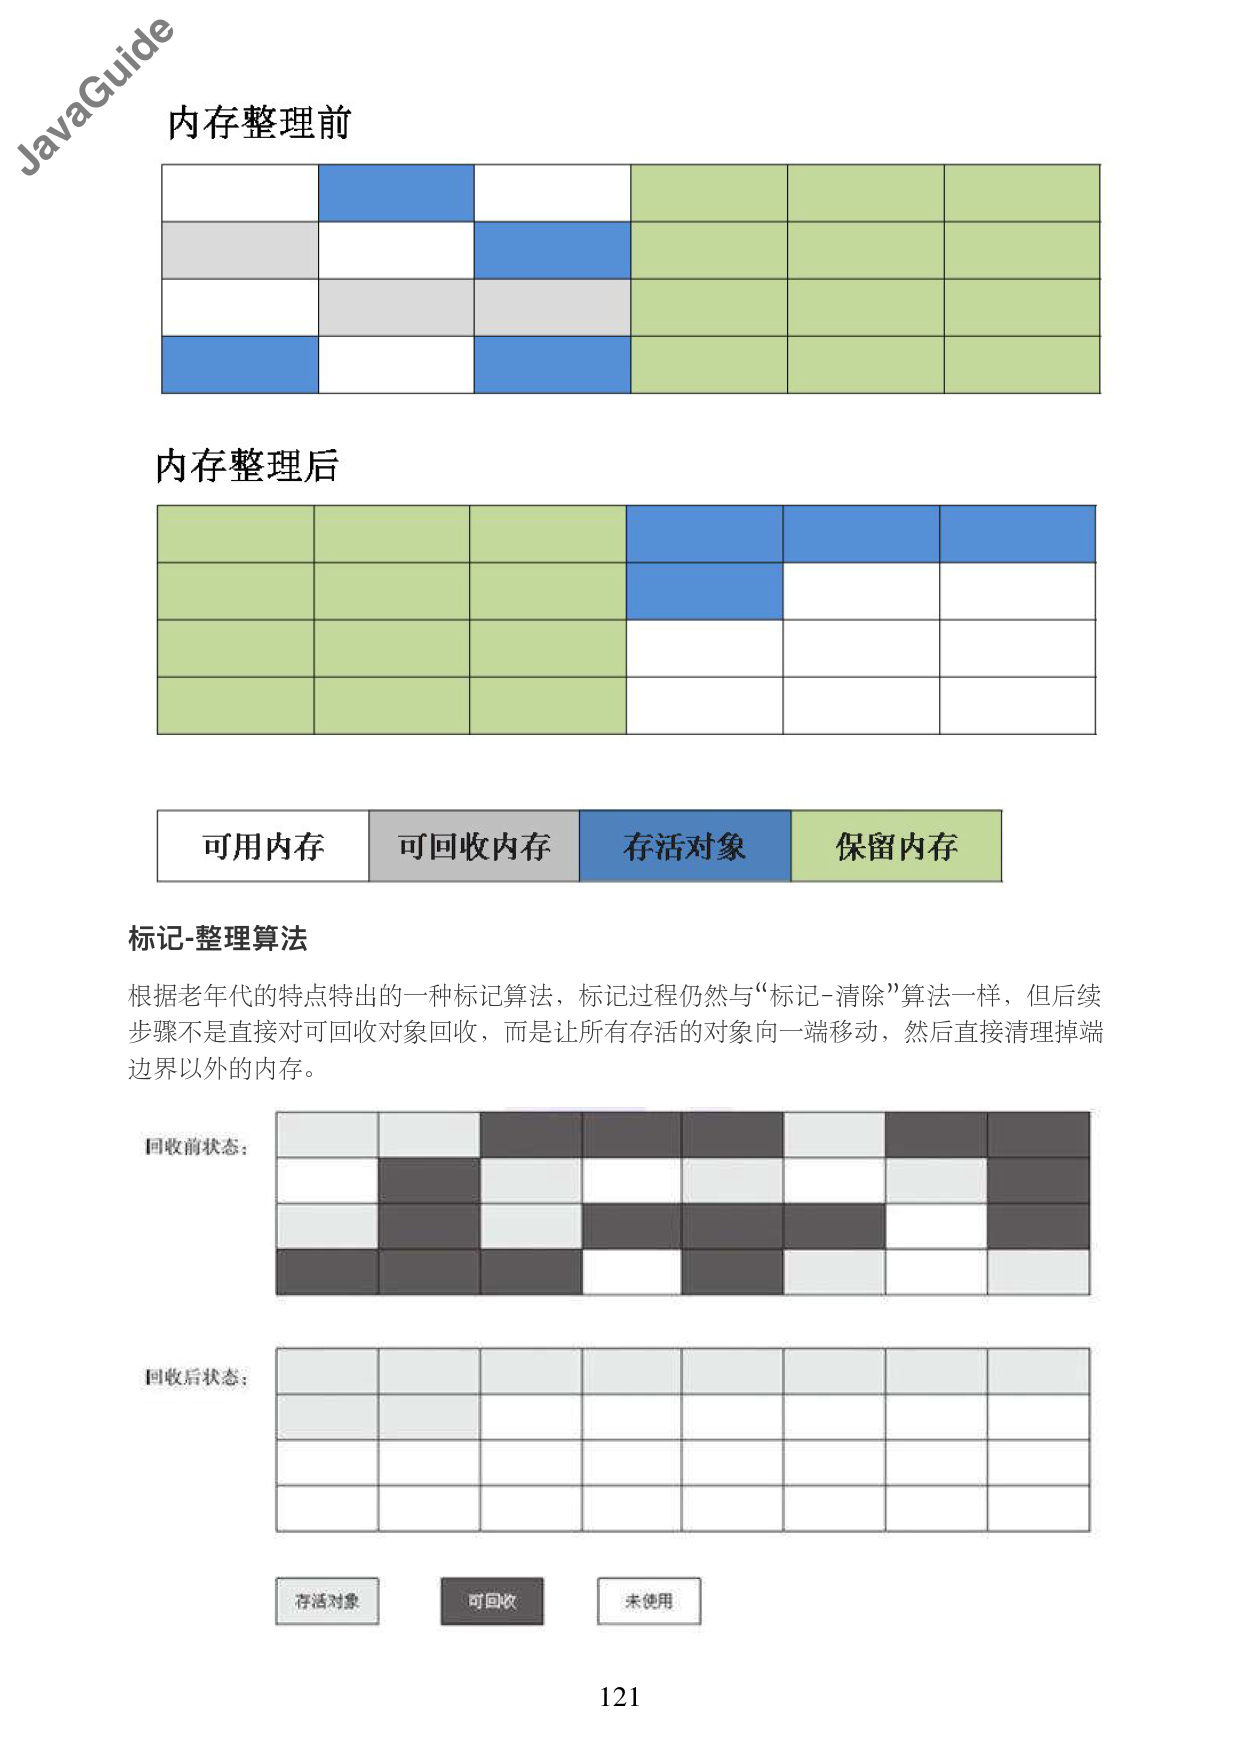 JavaGuide
内存整理前
内存整理后
可用内存 可回收内存 存活对象 保留内存
标记-整理算法
根据老年代的特点特出的一种标记算法，标记过程仍然与“标记-清除”算法一样，但后续
步骤不是直接对可回收对象回收，而是让所有存活的对象向一端移动，然后直接清理掉端
边界以外的内存。
回收前状态：
回收后状态：
存活对象 可回收 未使用
121